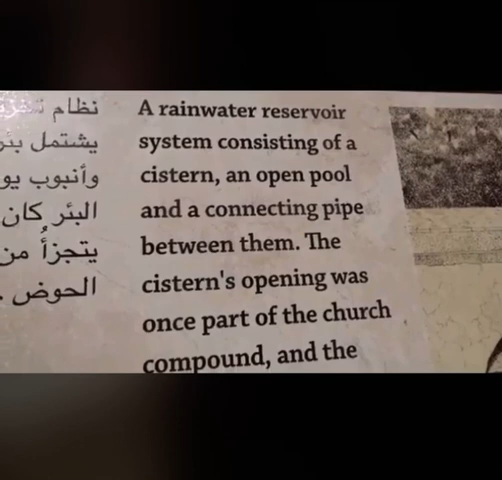 A rainwater reservoir
system consisting of a
cistern, an open pool
and a connecting pipe
between them. The
cistern's opening was
once part of the church
compound, and the
نظام
يشتمل
وأنبوب
البئر كان
يتجزأ من
الحوض